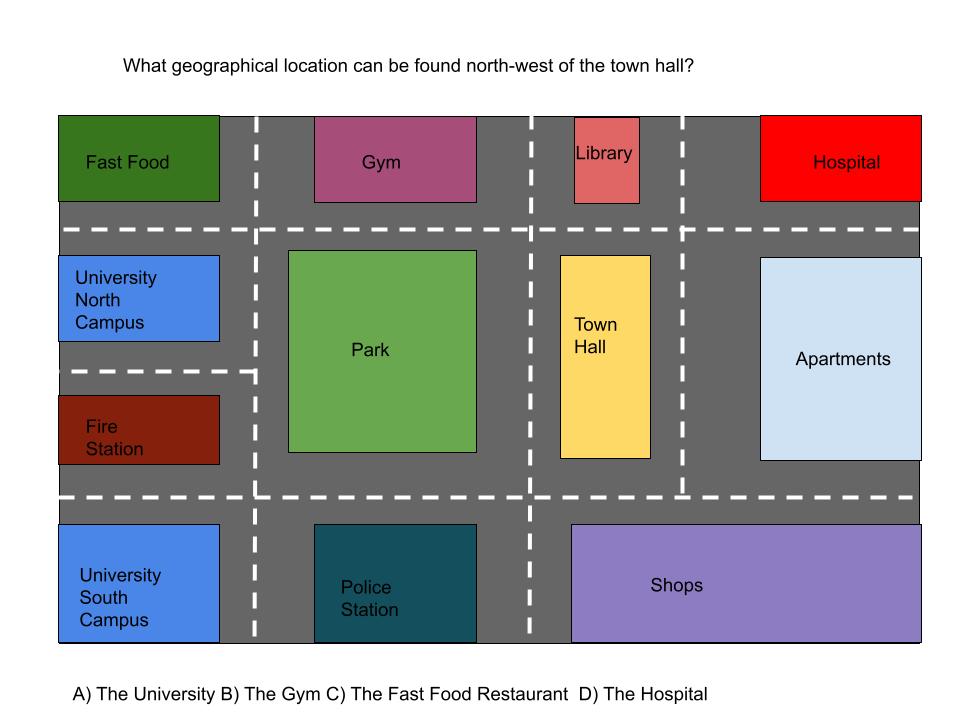 What geographical location can be found north-west of the town hall?
Fast Food
Gym
Library
Hospital
University
North
Campus
Park
Town
Hall
Apartments
Fire
Station
University
South
Campus
Police
Station
Shops
A) The University B) The Gym C) The Fast Food Restaurant  D) The Hospital